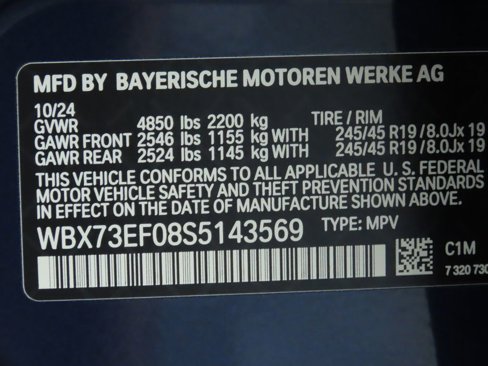 MFD BY BAYERISCHE MOTOREN WERKE AG
10/24
GVWR 4850 lbs 2200 kg TIRE / RIM
GAWR FRONT 2546 lbs 1155 kg WITH 245/45 R19 / 8.0Jx 19
GAWR REAR 2524 lbs 1145 kg WITH 245/45 R19 / 8.0Jx 19
THIS VEHICLE CONFORMS TO ALL APPLICABLE U. S. FEDERAL
MOTOR VEHICLE SAFETY AND THEFT PREVENTION STANDARDS
IN EFFECT ON THE DATE OF MANUFACTURE SHOWN ABOVE.
WBX73EF08S5143569 TYPE: MPV
C1M
7 320 730